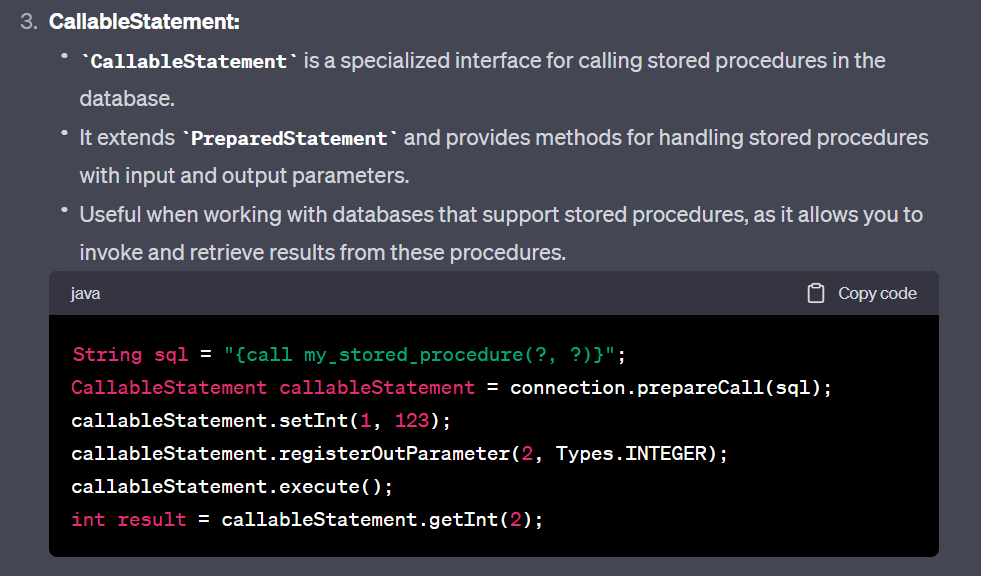 3. CallableStatement:
• `CallableStatement` is a specialized interface for calling stored procedures in the
database.
• It extends `PreparedStatement` and provides methods for handling stored procedures
with input and output parameters.
• Useful when working with databases that support stored procedures, as it allows you to
invoke and retrieve results from these procedures.
java Copy code
String sql = "{call my_stored_procedure(?, ?)}";
CallableStatement callableStatement = connection.prepareCall(sql);
callableStatement.setInt(1, 123);
callableStatement.registerOutParameter(2, Types.INTEGER);
callableStatement.execute();
int result = callableStatement.getInt(2);